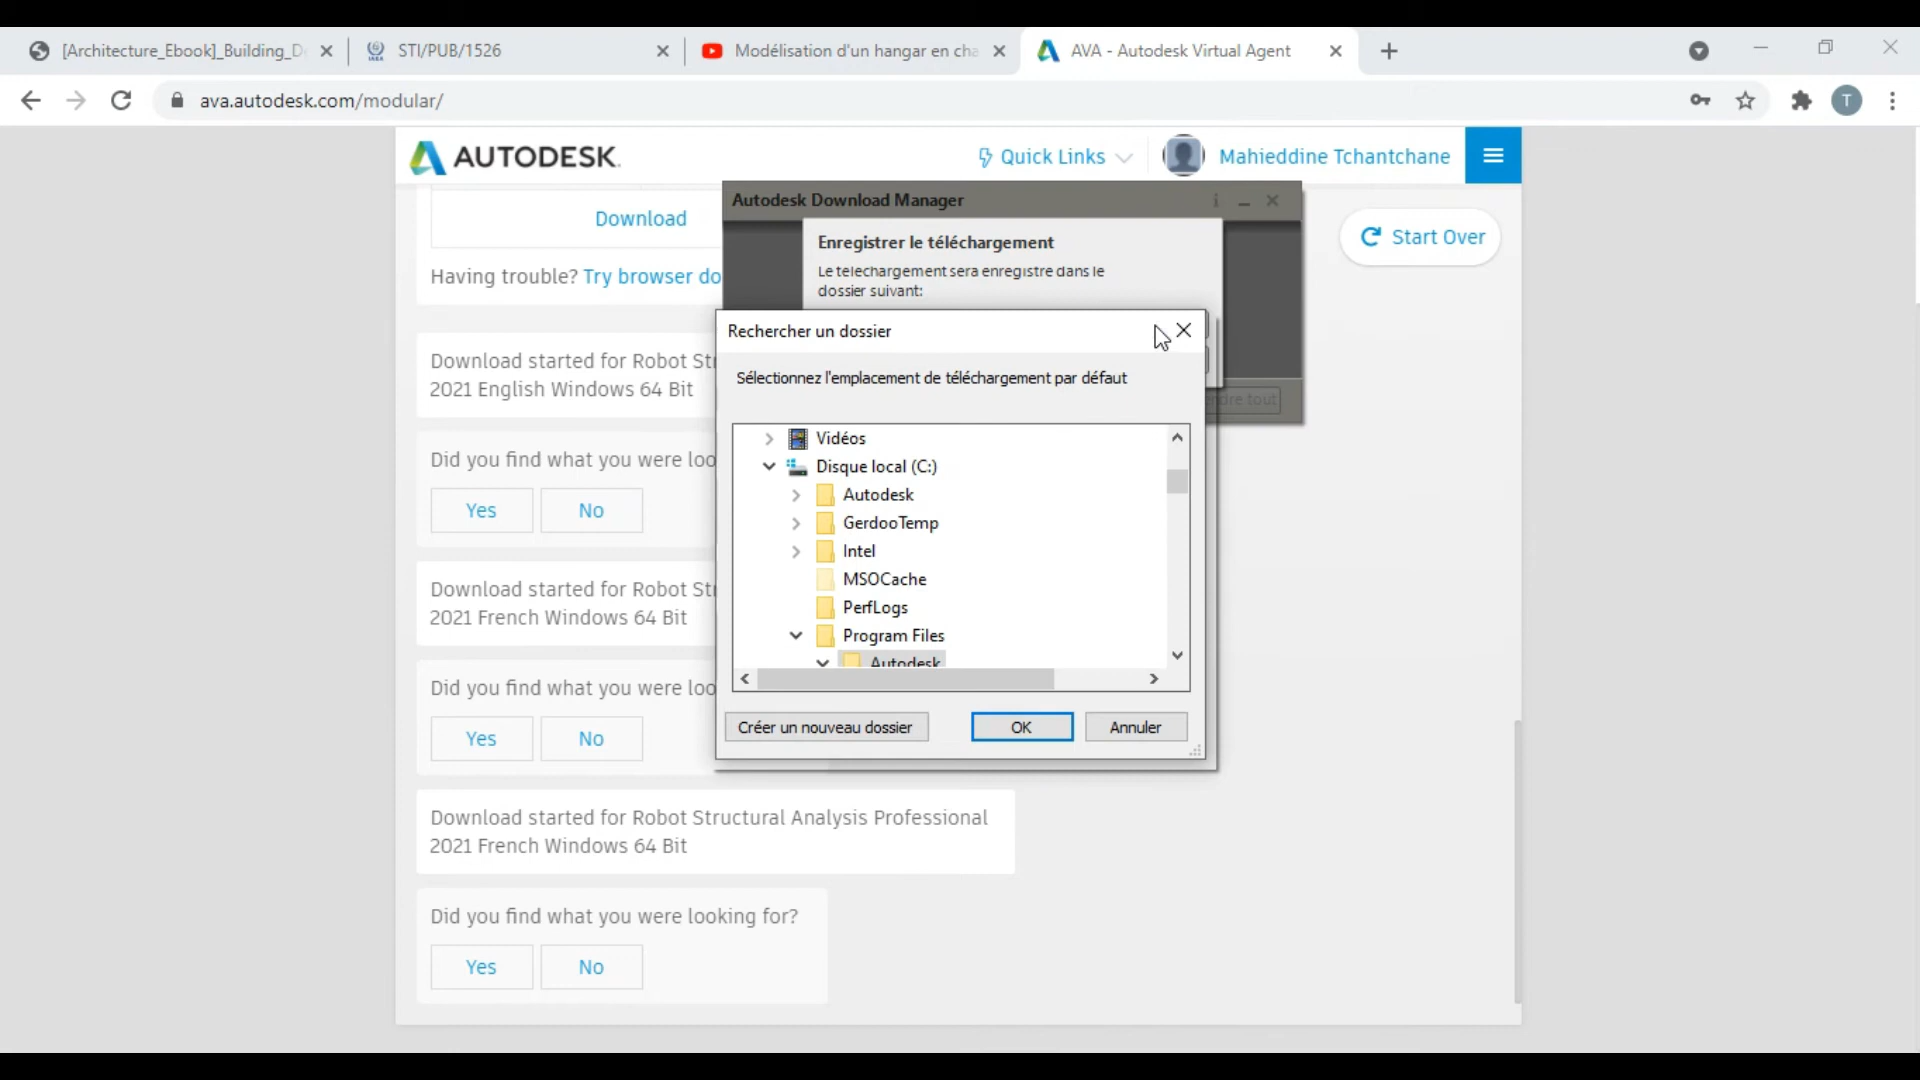 [Architecture_Ebook]_Building_D
STI/PUB/1526
Modélisation d'un hangar en cha
AVA - Autodesk Virtual Agent
ava.autodesk.com/modular/
T
AUTODESK.
Quick Links
Mahieddine Tchantchane
Autodesk Download Manager
Download
Start Over
Enregistrer le téléchargement
Le telechargement sera enregistre dans le
dossier suivant:
Having trouble? Try browser do
Rechercher un dossier
Sélectionnez l'emplacement de téléchargement par défaut
Download started for Robot Str
2021 English Windows 64 Bit
endre tout
Vidéos
Disque local (C:)
Autodesk
GerdooTemp
Intel
MSOCache
PerfLogs
Program Files
Autodesk
Créer un nouveau dossier
OK
Annuler
Did you find what you were loo
Yes
No
Download started for Robot Str
2021 French Windows 64 Bit
Did you find what you were loo
Yes
No
Download started for Robot Structural Analysis Professional
2021 French Windows 64 Bit
Did you find what you were looking for?
Yes
No